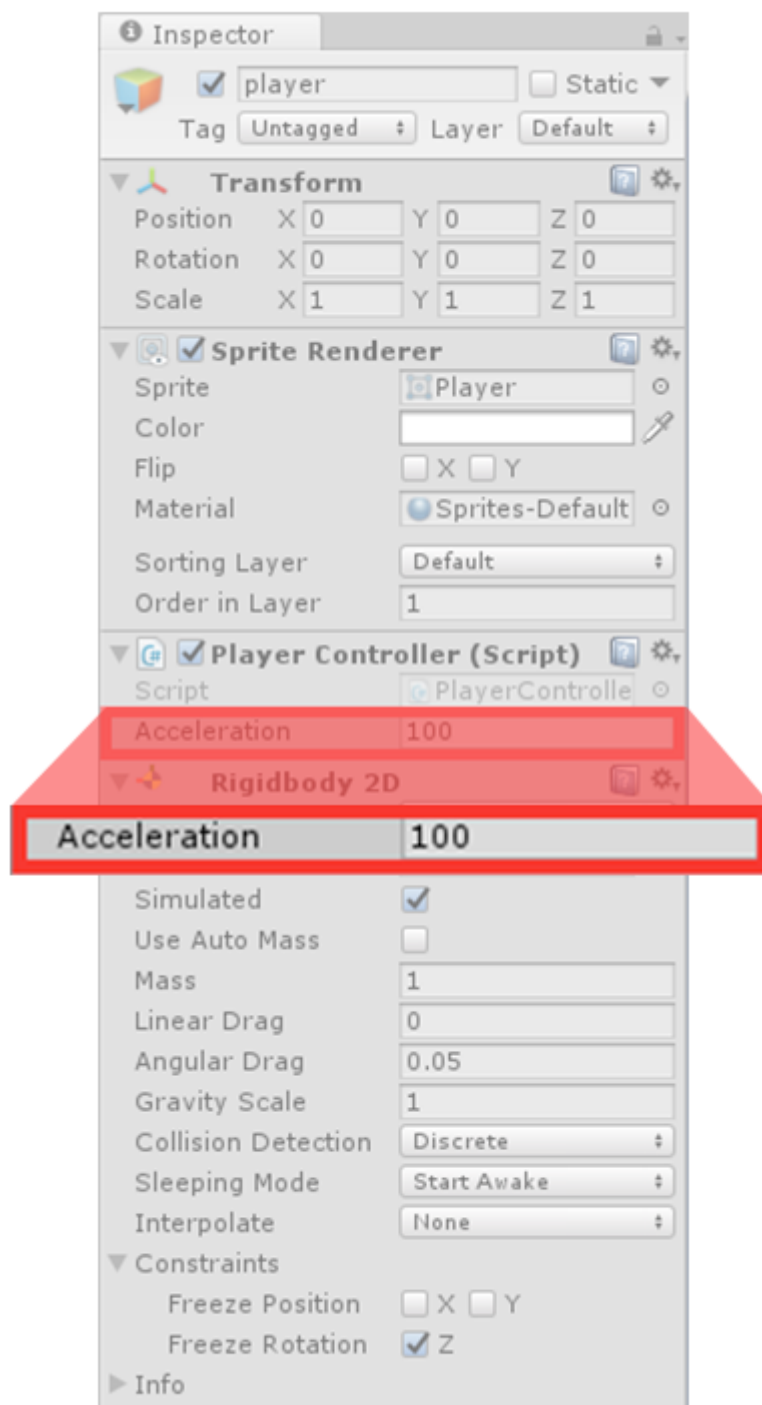 Inspector
player Static
Tag Untagged Layer Default
Transform
Position X 0 Y 0 Z 0
Rotation X 0 Y 0 Z 0
Scale X 1 Y 1 Z 1
Sprite Renderer
Sprite Player
Color
Flip X Y
Material Sprites-Default
Sorting Layer Default
Order in Layer 1
Player Controller (Script)
Script PlayerControlle
Acceleration 100
Rigidbody 2D
Acceleration 100
Simulated
Use Auto Mass
Mass 1
Linear Drag 0
Angular Drag 0.05
Gravity Scale 1
Collision Detection Discrete
Sleeping Mode Start Awake
Interpolate None
Constraints
Freeze Position X Y
Freeze Rotation Z
Info